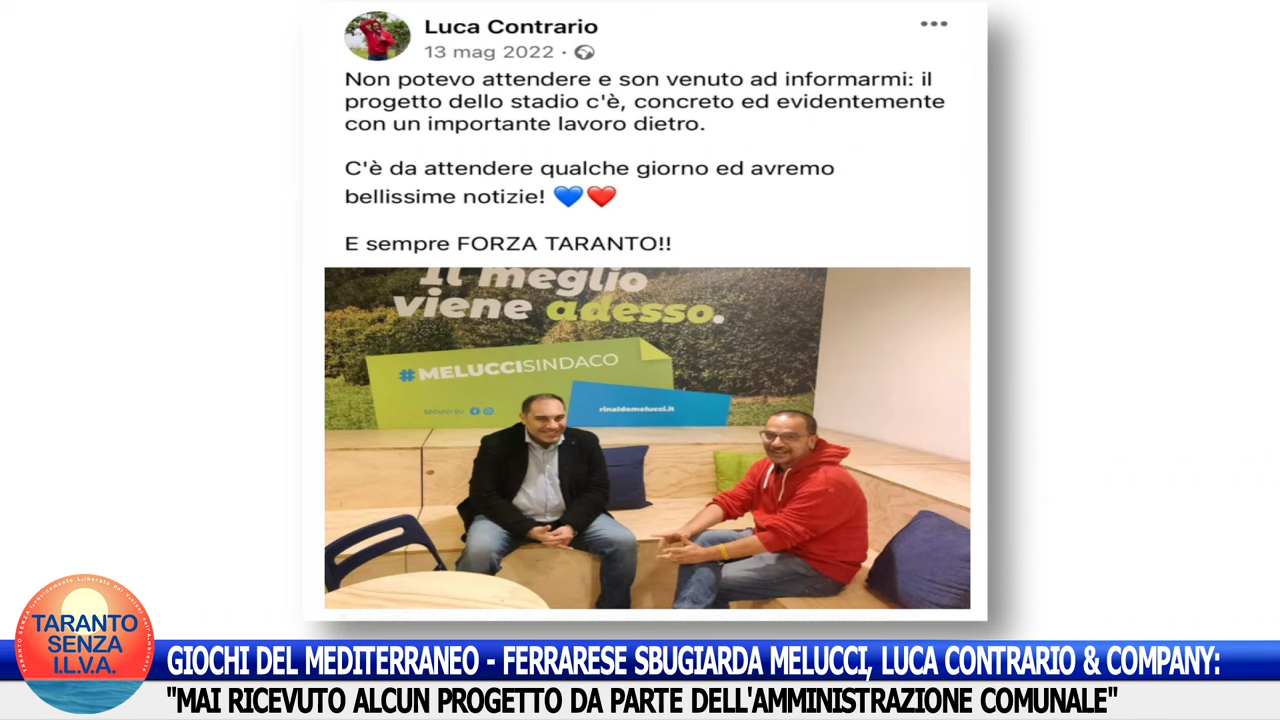 Luca Contrario
13 mag 2022 ·
Non potevo attendere e son venuto ad informarmi: il
progetto dello stadio c'è, concreto ed evidentemente
con un importante lavoro dietro.
C'è da attendere qualche giorno ed avremo
bellissime notizie! 💙❤️
E sempre FORZA TARANTO!!
Il meglio
viene adesso.
#MELUCCISINDACO
SEGUICI SU
rinaldomelucci.it
TARANTO
SENZA
I.L.V.A.
GIOCHI DEL MEDITERRANEO - FERRARESE SBUGIARDA MELUCCI, LUCA CONTRARIO & COMPANY:
"MAI RICEVUTO ALCUN PROGETTO DA PARTE DELL'AMMINISTRAZIONE COMUNALE"